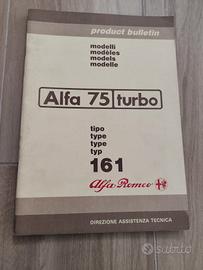 product bulletin
modelli
modèles
models
modelle
Alfa 75 turbo
tipo
type
type
typ
161
Alfa Romeo
DIREZIONE ASSISTENZA TECNICA
subito